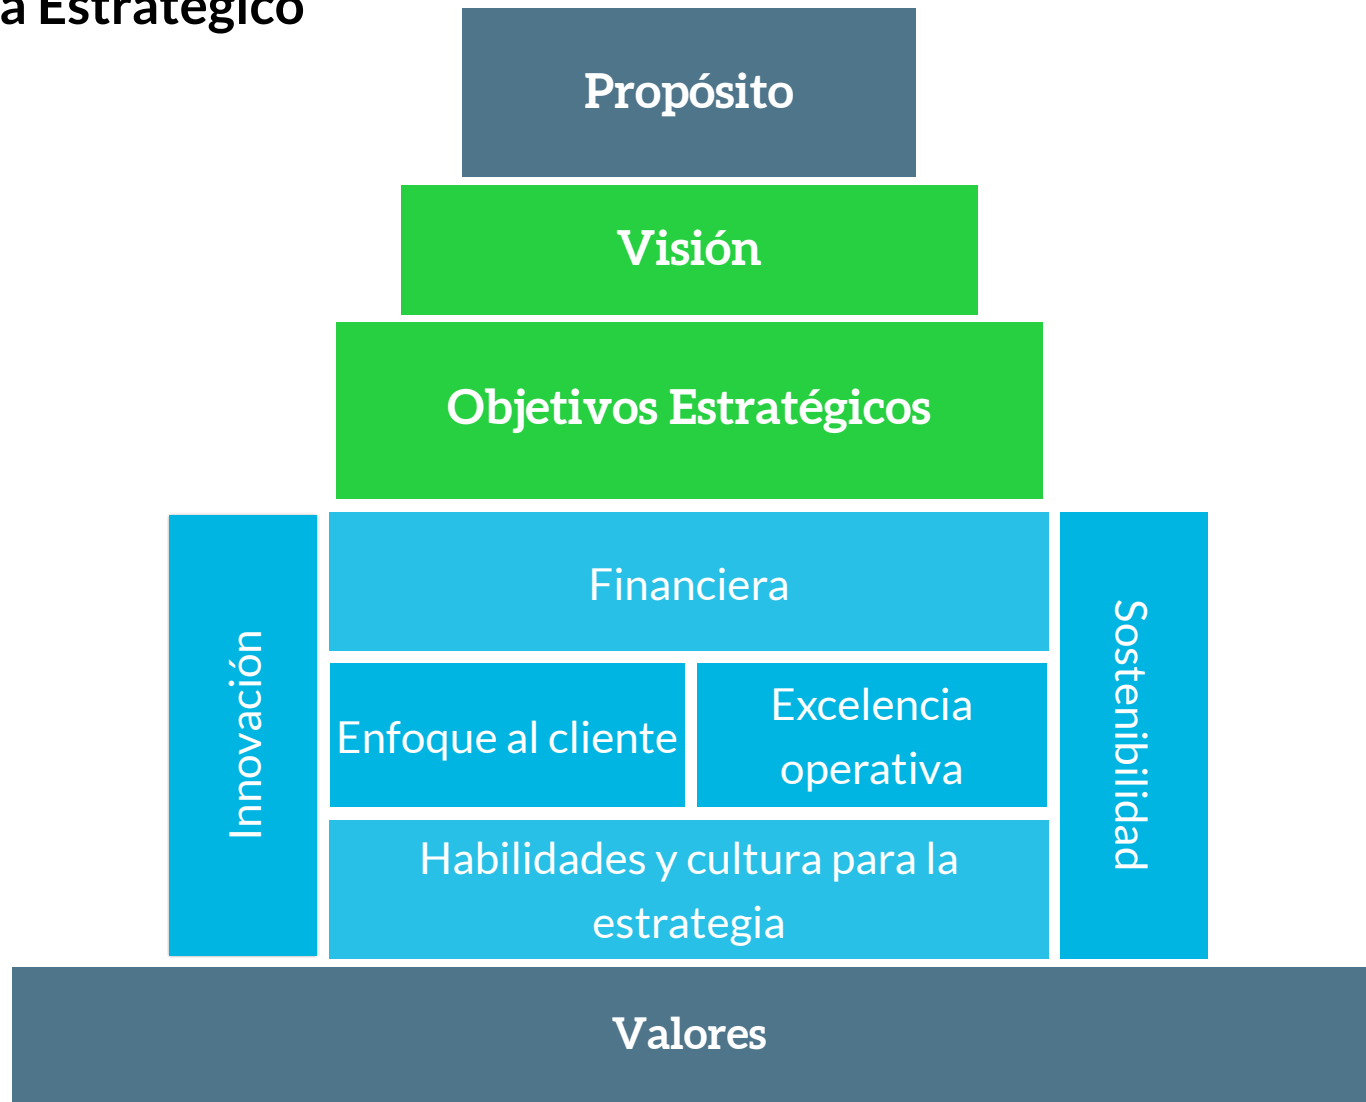 a Estratégico
Propósito
Visión
Objetivos Estratégicos
Innovación
Financiera
Enfoque al cliente
Excelencia
operativa
Habilidades y cultura para la
estrategia
Sostenibilidad
Valores